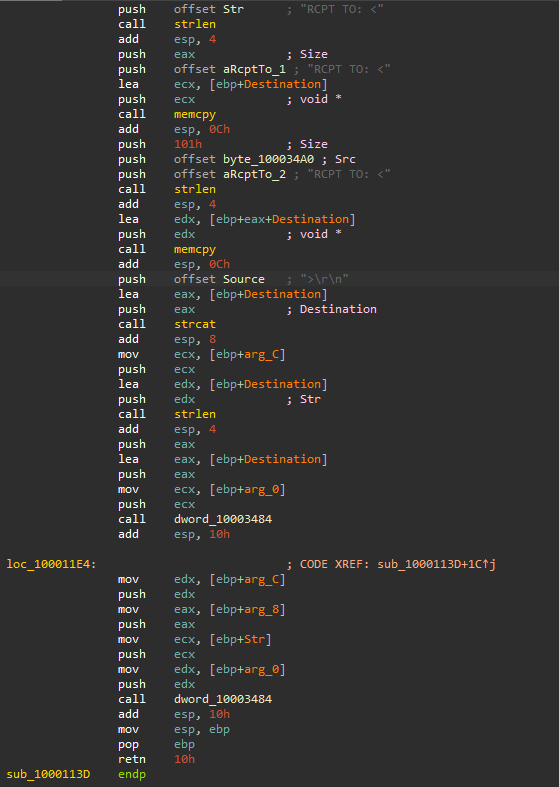 push offset Str ; "RCPT TO: <"
call strlen
add esp, 4
push eax ; Size
push offset aRcptTo_1 ; "RCPT TO: <"
lea ecx, [ebp+Destination]
push ecx ; void *
call memcpy
add esp, 0Ch
push 101h ; Size
push offset byte_100034A0 ; Src
push offset aRcptTo_2 ; "RCPT TO: <"
call strlen
add esp, 4
lea edx, [ebp+eax+Destination]
push edx ; void *
call memcpy
add esp, 0Ch
push offset Source ; ">\r\n"
lea eax, [ebp+Destination]
push eax ; Destination
call strcat
add esp, 8
mov ecx, [ebp+arg_C]
push ecx
lea edx, [ebp+Destination]
push edx ; Str
call strlen
add esp, 4
push eax
lea eax, [ebp+Destination]
push eax
mov ecx, [ebp+arg_0]
push ecx
call dword_10003484
add esp, 10h
loc_100011E4: ; CODE XREF: sub_1000113D+1C↑j
mov edx, [ebp+arg_C]
push edx
mov eax, [ebp+arg_8]
push eax
mov ecx, [ebp+Str]
push ecx
mov edx, [ebp+arg_0]
push edx
call dword_10003484
add esp, 10h
mov esp, ebp
pop ebp
retn 10h
sub_1000113D endp